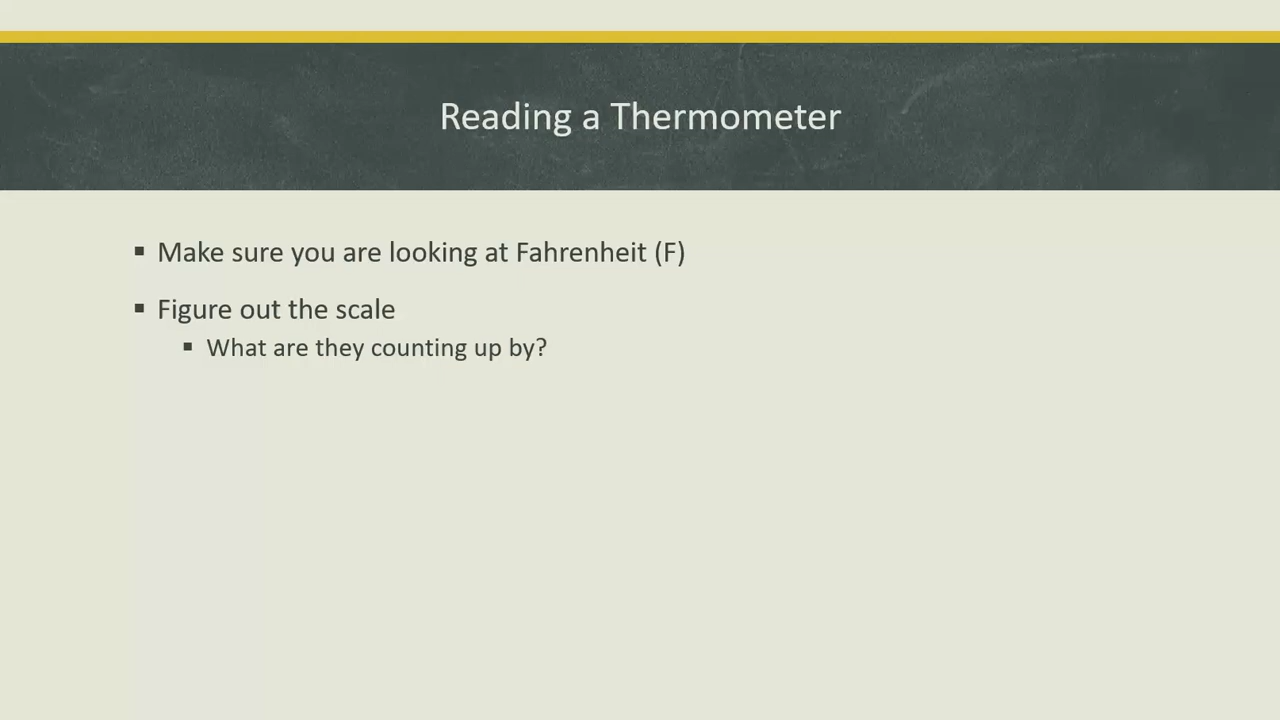 Reading a Thermometer
▪ Make sure you are looking at Fahrenheit (F)
▪ Figure out the scale
▪ What are they counting up by?